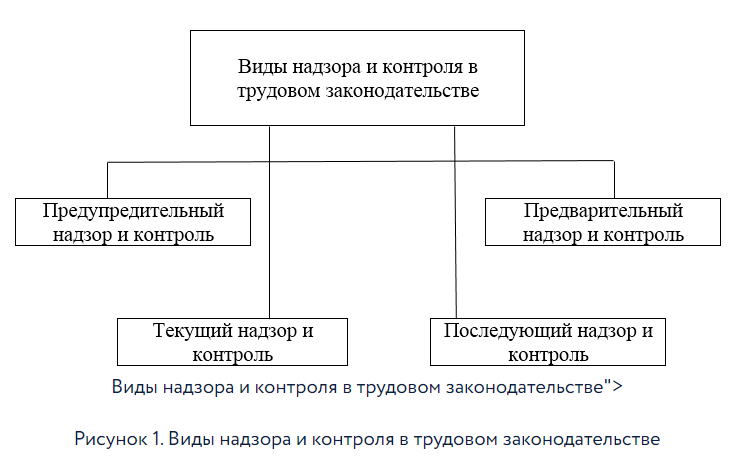 Виды надзора и контроля в
трудовом законодательстве
Предупредительный
надзор и контроль
Предварительный
надзор и контроль
Текущий надзор и
контроль
Последующий надзор и
контроль
Виды надзора и контроля в трудовом законодательстве">
Рисунок 1. Виды надзора и контроля в трудовом законодательстве